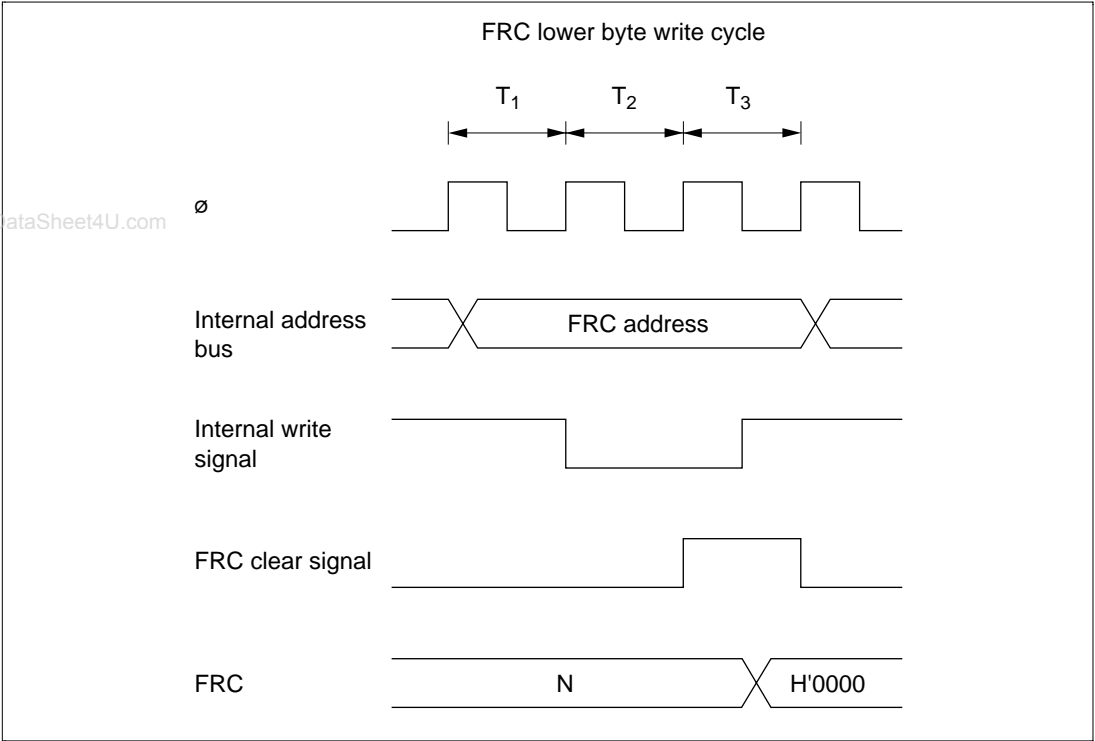 FRC lower byte write cycle
T1 T2 T3
ø
DataSheet4U.com
Internal address
bus
FRC address
Internal write
signal
FRC clear signal
FRC
N
H'0000